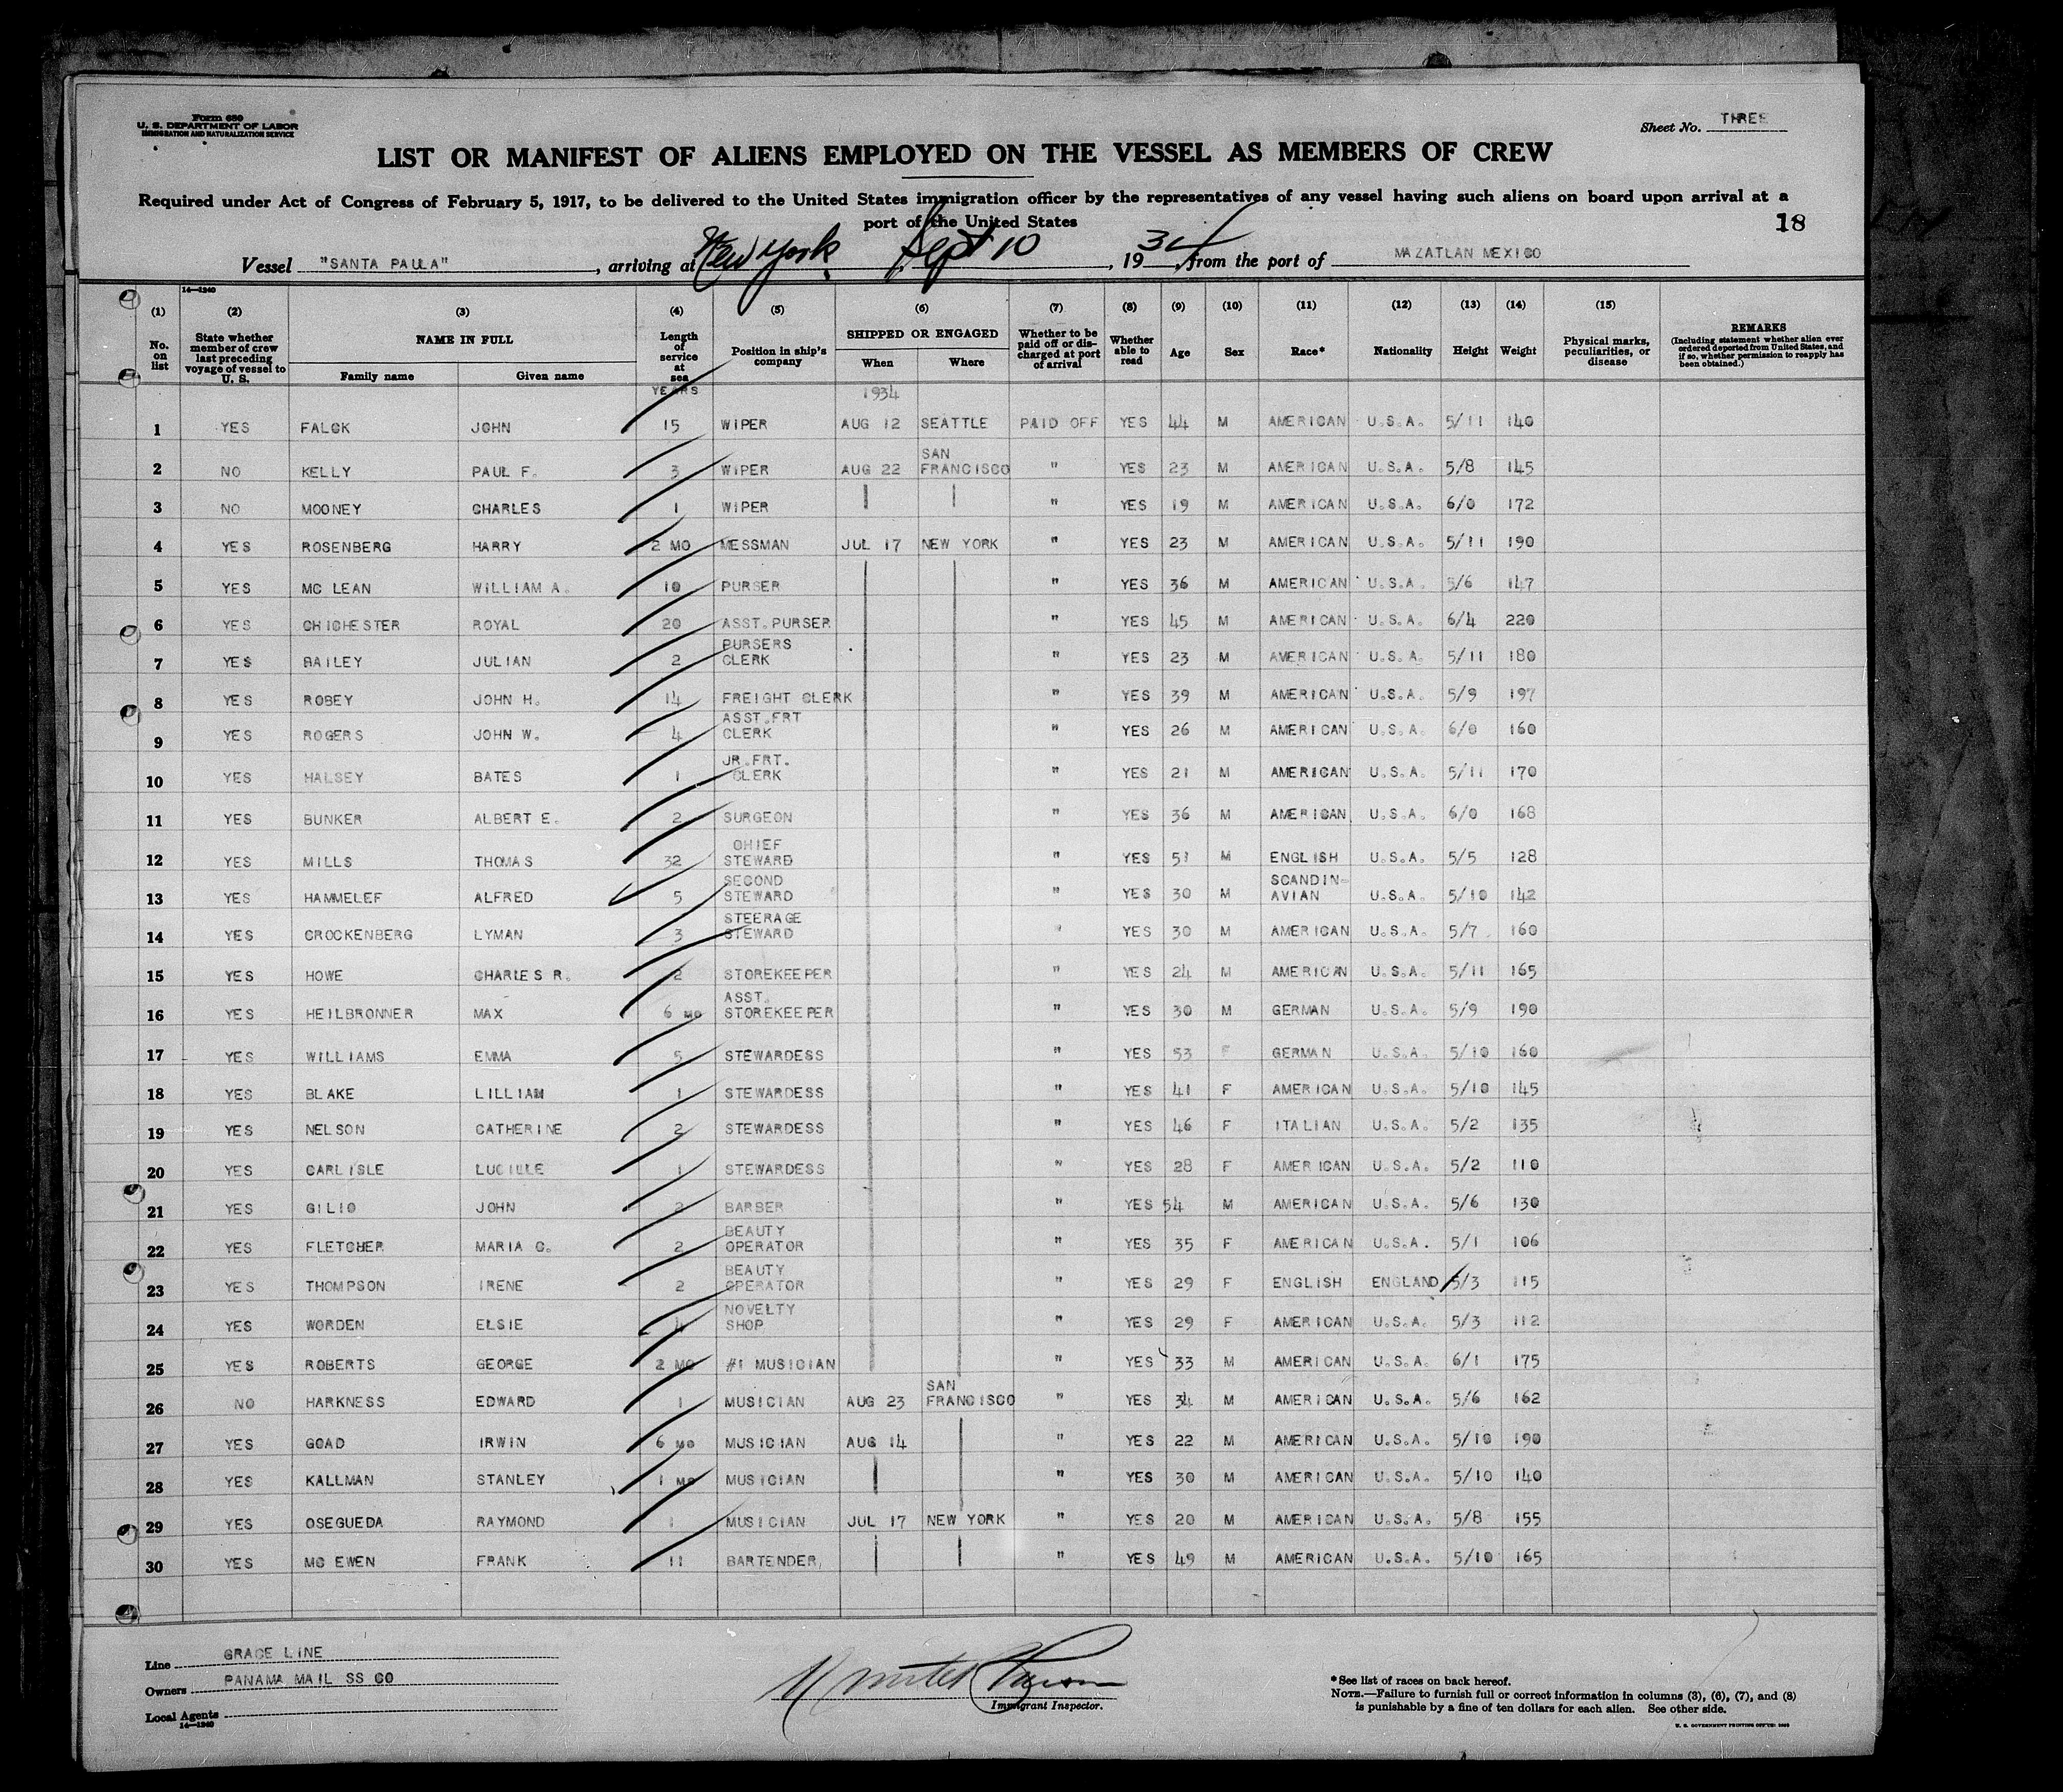 Form 680
U. S. DEPARTMENT OF LABOR
IMMIGRATION AND NATURALIZATION SERVICE
Sheet No. THREE
LIST OR MANIFEST OF ALIENS EMPLOYED ON THE VESSEL AS MEMBERS OF CREW
Required under Act of Congress of February 5, 1917, to be delivered to the United States immigration officer by the representatives of any vessel having such aliens on board upon arrival at a
port of the United States
18
Vessel "SANTA PAULA", arriving at New York, Sept 10, 1934, from the port of MAZATLAN MEXICO
14—1240
(1) (2) (3) (4) (5) (6) (7) (8) (9) (10) (11) (12) (13) (14) (15)
No. on list State whether member of crew last preceding voyage of vessel to U. S. NAME IN FULL Family name Given name Length of service at sea Position in ship's company SHIPPED OR ENGAGED When Where Whether to be paid off or discharged at port of arrival Whether able to read Age Sex Race* Nationality Height Weight Physical marks, peculiarities, or disease REMARKS (Including statement whether alien ever ordered deported from United States, and if so, whether permission to reapply has been obtained.)
YEARS 1934
1 YES FALCK JOHN 15 WIPER AUG 12 SEATTLE PAID OFF YES 44 M AMERICAN U.S.A. 5/11 140
2 NO KELLY PAUL F. 3 WIPER AUG 22 SAN FRANCISCO " YES 23 M AMERICAN U.S.A. 5/8 145
3 NO MOONEY CHARLES 1 WIPER " YES 19 M AMERICAN U.S.A. 6/0 172
4 YES ROSENBERG HARRY 2 MO MESSMAN JUL 17 NEW YORK " YES 23 M AMERICAN U.S.A. 5/11 190
5 YES MC LEAN WILLIAM A. 10 PURSER " YES 36 M AMERICAN U.S.A. 5/6 147
6 YES CHICHESTER ROYAL 20 ASST.PURSER " YES 45 M AMERICAN U.S.A. 6/4 220
7 YES BAILEY JULIAN 2 PURSERS CLERK " YES 23 M AMERICAN U.S.A. 5/11 180
8 YES ROBEY JOHN H. 14 FREIGHT CLERK " YES 39 M AMERICAN U.S.A. 5/9 197
9 YES ROGERS JOHN W. 4 ASST.FRT CLERK " YES 26 M AMERICAN U.S.A. 6/0 160
10 YES HALSEY BATES 1 JR.FRT. CLERK " YES 21 M AMERICAN U.S.A. 5/11 170
11 YES BUNKER ALBERT E. 2 SURGEON " YES 36 M AMERICAN U.S.A. 6/0 168
12 YES MILLS THOMAS 32 CHIEF STEWARD " YES 51 M ENGLISH U.S.A. 5/5 128
13 YES HAMMELEF ALFRED 5 SECOND STEWARD " YES 30 M SCANDIN-AVIAN U.S.A. 5/10 142
14 YES CROCKENBERG LYMAN 3 STEERAGE STEWARD " YES 30 M AMERICAN U.S.A. 5/7 160
15 YES HOWE CHARLES R. 2 STOREKEEPER " YES 24 M AMERICAN U.S.A. 5/11 165
16 YES HEILBRONNER MAX 6 MO ASST. STOREKEEPER " YES 30 M GERMAN U.S.A. 5/9 190
17 YES WILLIAMS EMMA 5 STEWARDESS " YES 53 F GERMAN U.S.A. 5/10 160
18 YES BLAKE LILLIAN 1 STEWARDESS " YES 41 F AMERICAN U.S.A. 5/10 145
19 YES NELSON CATHERINE 2 STEWARDESS " YES 46 F ITALIAN U.S.A. 5/2 135
20 YES CARLISLE LUCILLE 1 STEWARDESS " YES 28 F AMERICAN U.S.A. 5/2 110
21 YES GILIO JOHN 2 BARBER " YES 54 M AMERICAN U.S.A. 5/6 130
22 YES FLETCHER MARIA C. 2 BEAUTY OPERATOR " YES 35 F AMERICAN U.S.A. 5/1 106
23 YES THOMPSON IRENE 2 BEAUTY OPERATOR " YES 29 F ENGLISH ENGLAND 5/3 115
24 YES WORDEN ELSIE 4 NOVELTY SHOP " YES 29 F AMERICAN U.S.A. 5/3 112
25 YES ROBERTS GEORGE 2 MO #1 MUSICIAN " YES 33 M AMERICAN U.S.A. 6/1 175
26 NO HARKNESS EDWARD 1 MUSICIAN AUG 23 SAN FRANCISCO " YES 34 M AMERICAN U.S.A. 5/6 162
27 YES GOAD IRWIN 6 MO MUSICIAN AUG 14 " YES 22 M AMERICAN U.S.A. 5/10 190
28 YES KALLMAN STANLEY 1 MO MUSICIAN " YES 30 M AMERICAN U.S.A. 5/10 140
29 YES OSEGUEDA RAYMOND 1 MUSICIAN JUL 17 NEW YORK " YES 20 M AMERICAN U.S.A. 5/8 155
30 YES MC EWEN FRANK 11 BARTENDER " YES 49 M AMERICAN U.S.A. 5/10 165
Line GRACE LINE
Owners PANAMA MAIL SS CO
Local Agents
14—1240
Immigrant Inspector.
*See list of races on back hereof.
NOTE.—Failure to furnish full or correct information in columns (3), (6), (7), and (8)
is punishable by a fine of ten dollars for each alien. See other side.